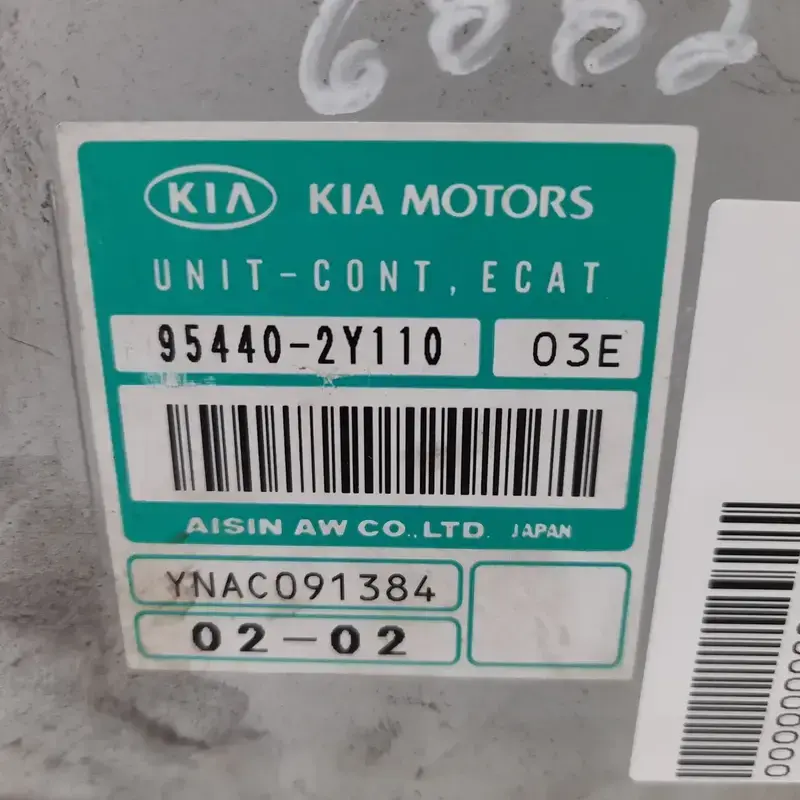 KIA KIA MOTORS
UNIT-CONT, ECAT
95440-2Y110 03E
AISIN AW CO.,LTD. JAPAN
YNAC091384
02-02